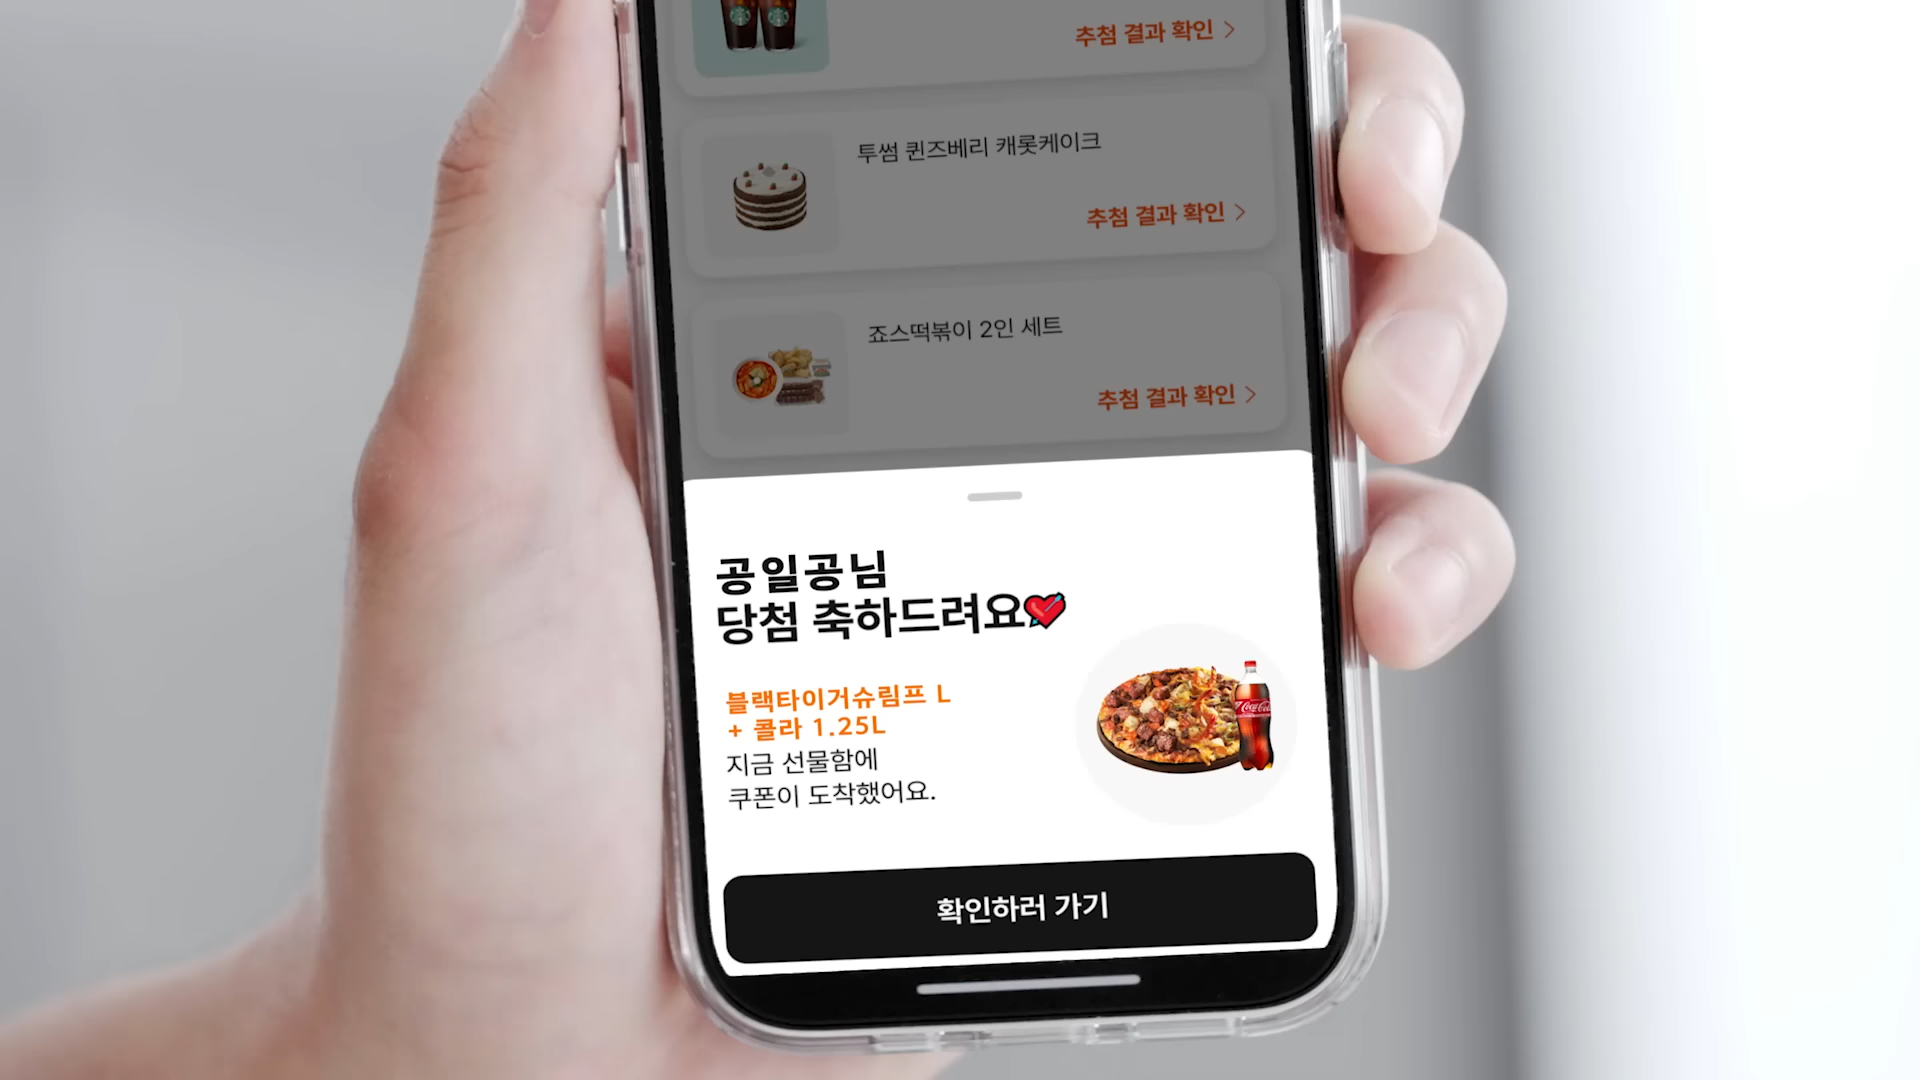 추첨 결과 확인 >
투썸 퀸즈베리 캐롯케이크
추첨 결과 확인 >
죠스떡볶이 2인 세트
추첨 결과 확인 >
공일공님
당첨 축하드려요💘
블랙타이거슈림프 L
+ 콜라 1.25L
지금 선물함에
쿠폰이 도착했어요.
Coca-Cola
확인하러 가기